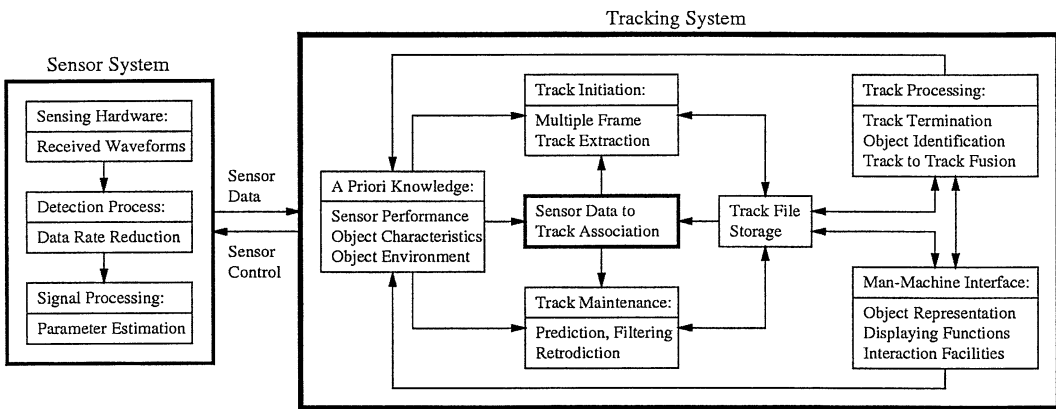 Tracking System
Sensor System
Sensing Hardware:
Received Waveforms
Detection Process:
Data Rate Reduction
Signal Processing:
Parameter Estimation
Sensor
Data
Sensor
Control
A Priori Knowledge:
Sensor Performance
Object Characteristics
Object Environment
Track Initiation:
Multiple Frame
Track Extraction
Sensor Data to
Track Association
Track Maintenance:
Prediction, Filtering
Retrodiction
Track File
Storage
Track Processing:
Track Termination
Object Identification
Track to Track Fusion
Man-Machine Interface:
Object Representation
Displaying Functions
Interaction Facilities